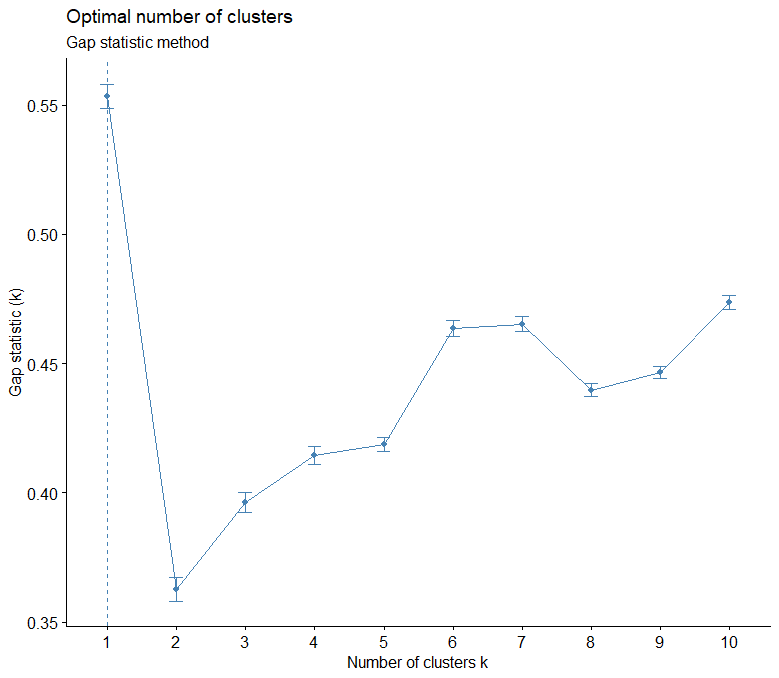 Optimal number of clusters
Gap statistic method
0.55
0.50
0.45
0.40
0.35
Gap statistic (k)
1 2 3 4 5 6 7 8 9 10
Number of clusters k